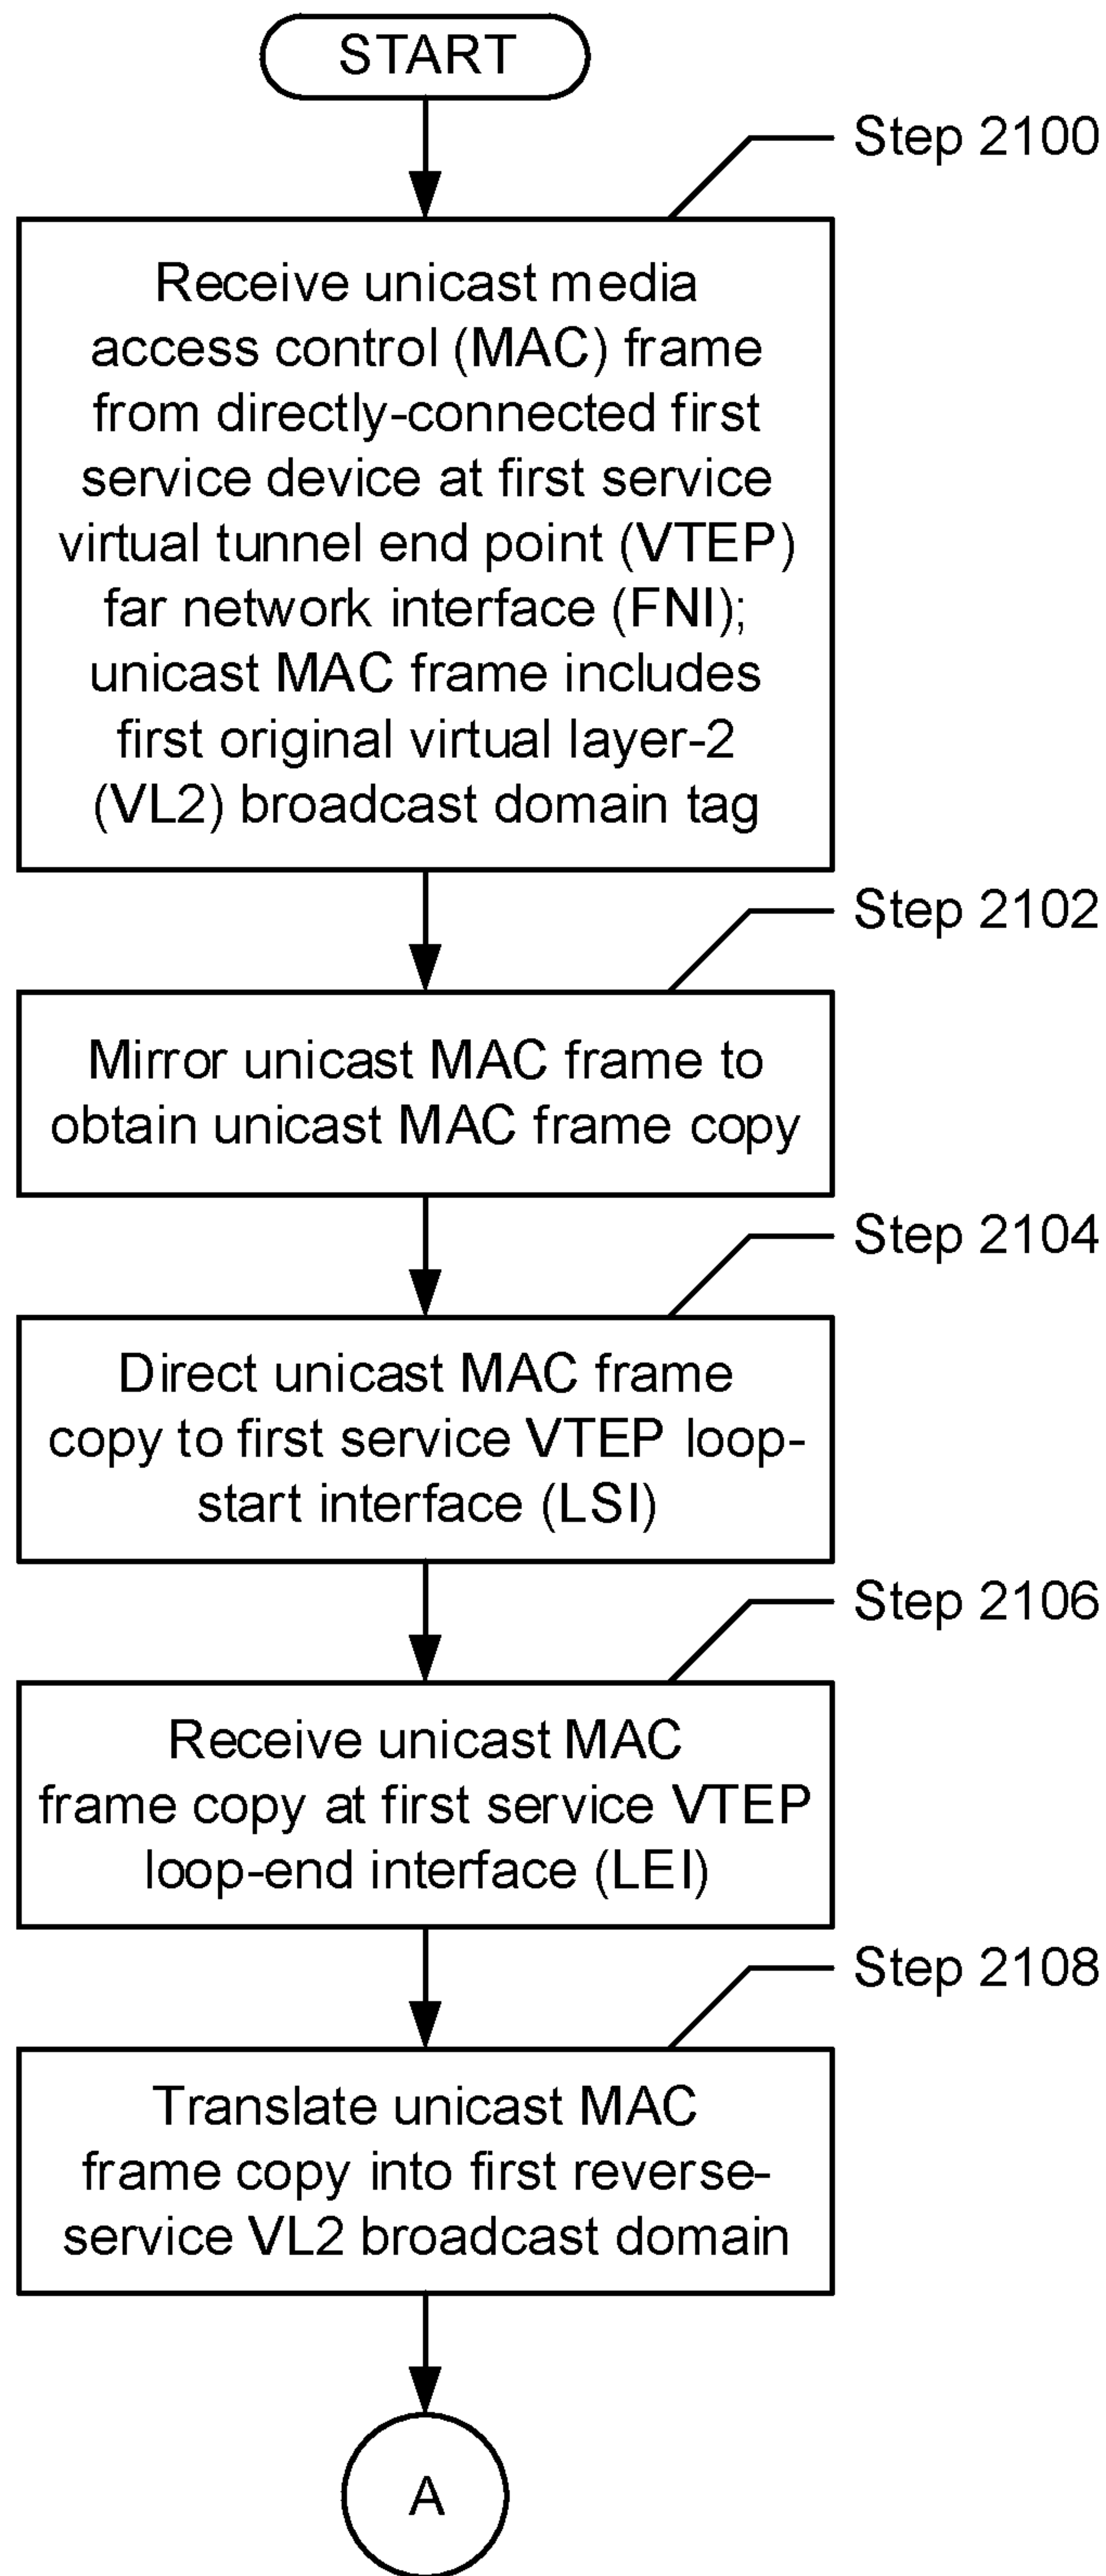 START
Step 2100
Receive unicast media
access control (MAC) frame
from directly-connected first
service device at first service
virtual tunnel end point (VTEP)
far network interface (FNI);
unicast MAC frame includes
first original virtual layer-2
(VL2) broadcast domain tag
Step 2102
Mirror unicast MAC frame to
obtain unicast MAC frame copy
Step 2104
Direct unicast MAC frame
copy to first service VTEP loop-
start interface (LSI)
Step 2106
Receive unicast MAC
frame copy at first service VTEP
loop-end interface (LEI)
Step 2108
Translate unicast MAC
frame copy into first reverse-
service VL2 broadcast domain
A